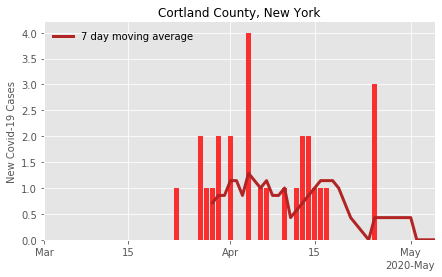 Cortland County, New York
7 day moving average
New Covid-19 Cases
4.0
3.5
3.0
2.5
2.0
1.5
1.0
0.5
0.0
Mar 15 Apr 15 May
2020-May